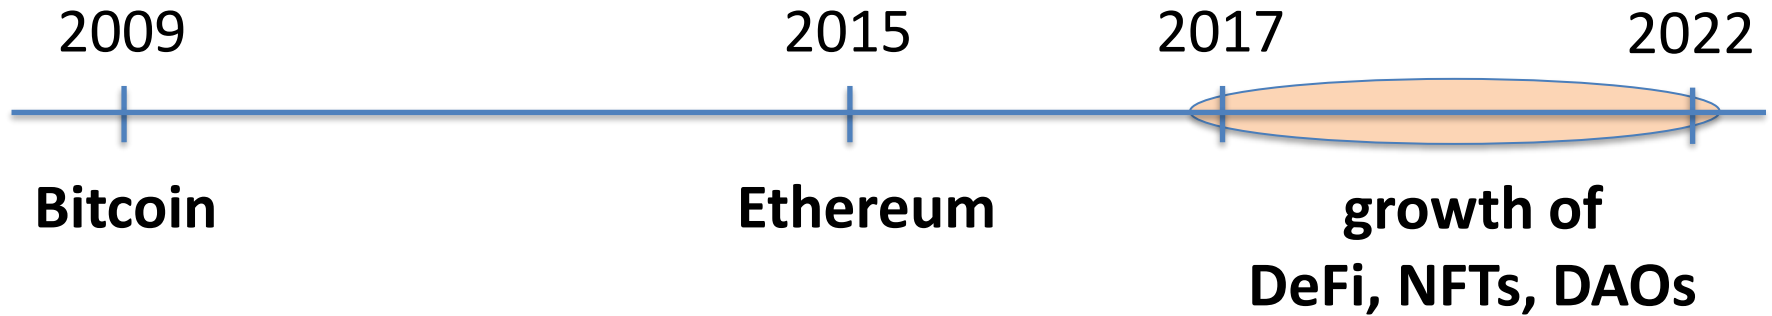 2009 2015 2017 2022
Bitcoin Ethereum growth of
DeFi, NFTs, DAOs